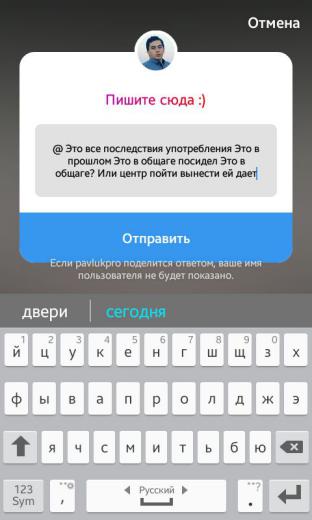 Отмена
Пишите сюда :)
@ Это все последствия употребления Это в
прошлом Это в общаге посидел Это в
общаге? Или центр пойти вынести ей дает
Отправить
Если pavlukpro поделится ответом, ваше имя
пользователя не будет показано.
двери сегодня
1 2 3 4 5 6 7 8 9 0
й ц у к е н г ш щ з х
ф ы в а п р о л д ж э
я ч с м и т ь б ю
123
Sym , Русский .